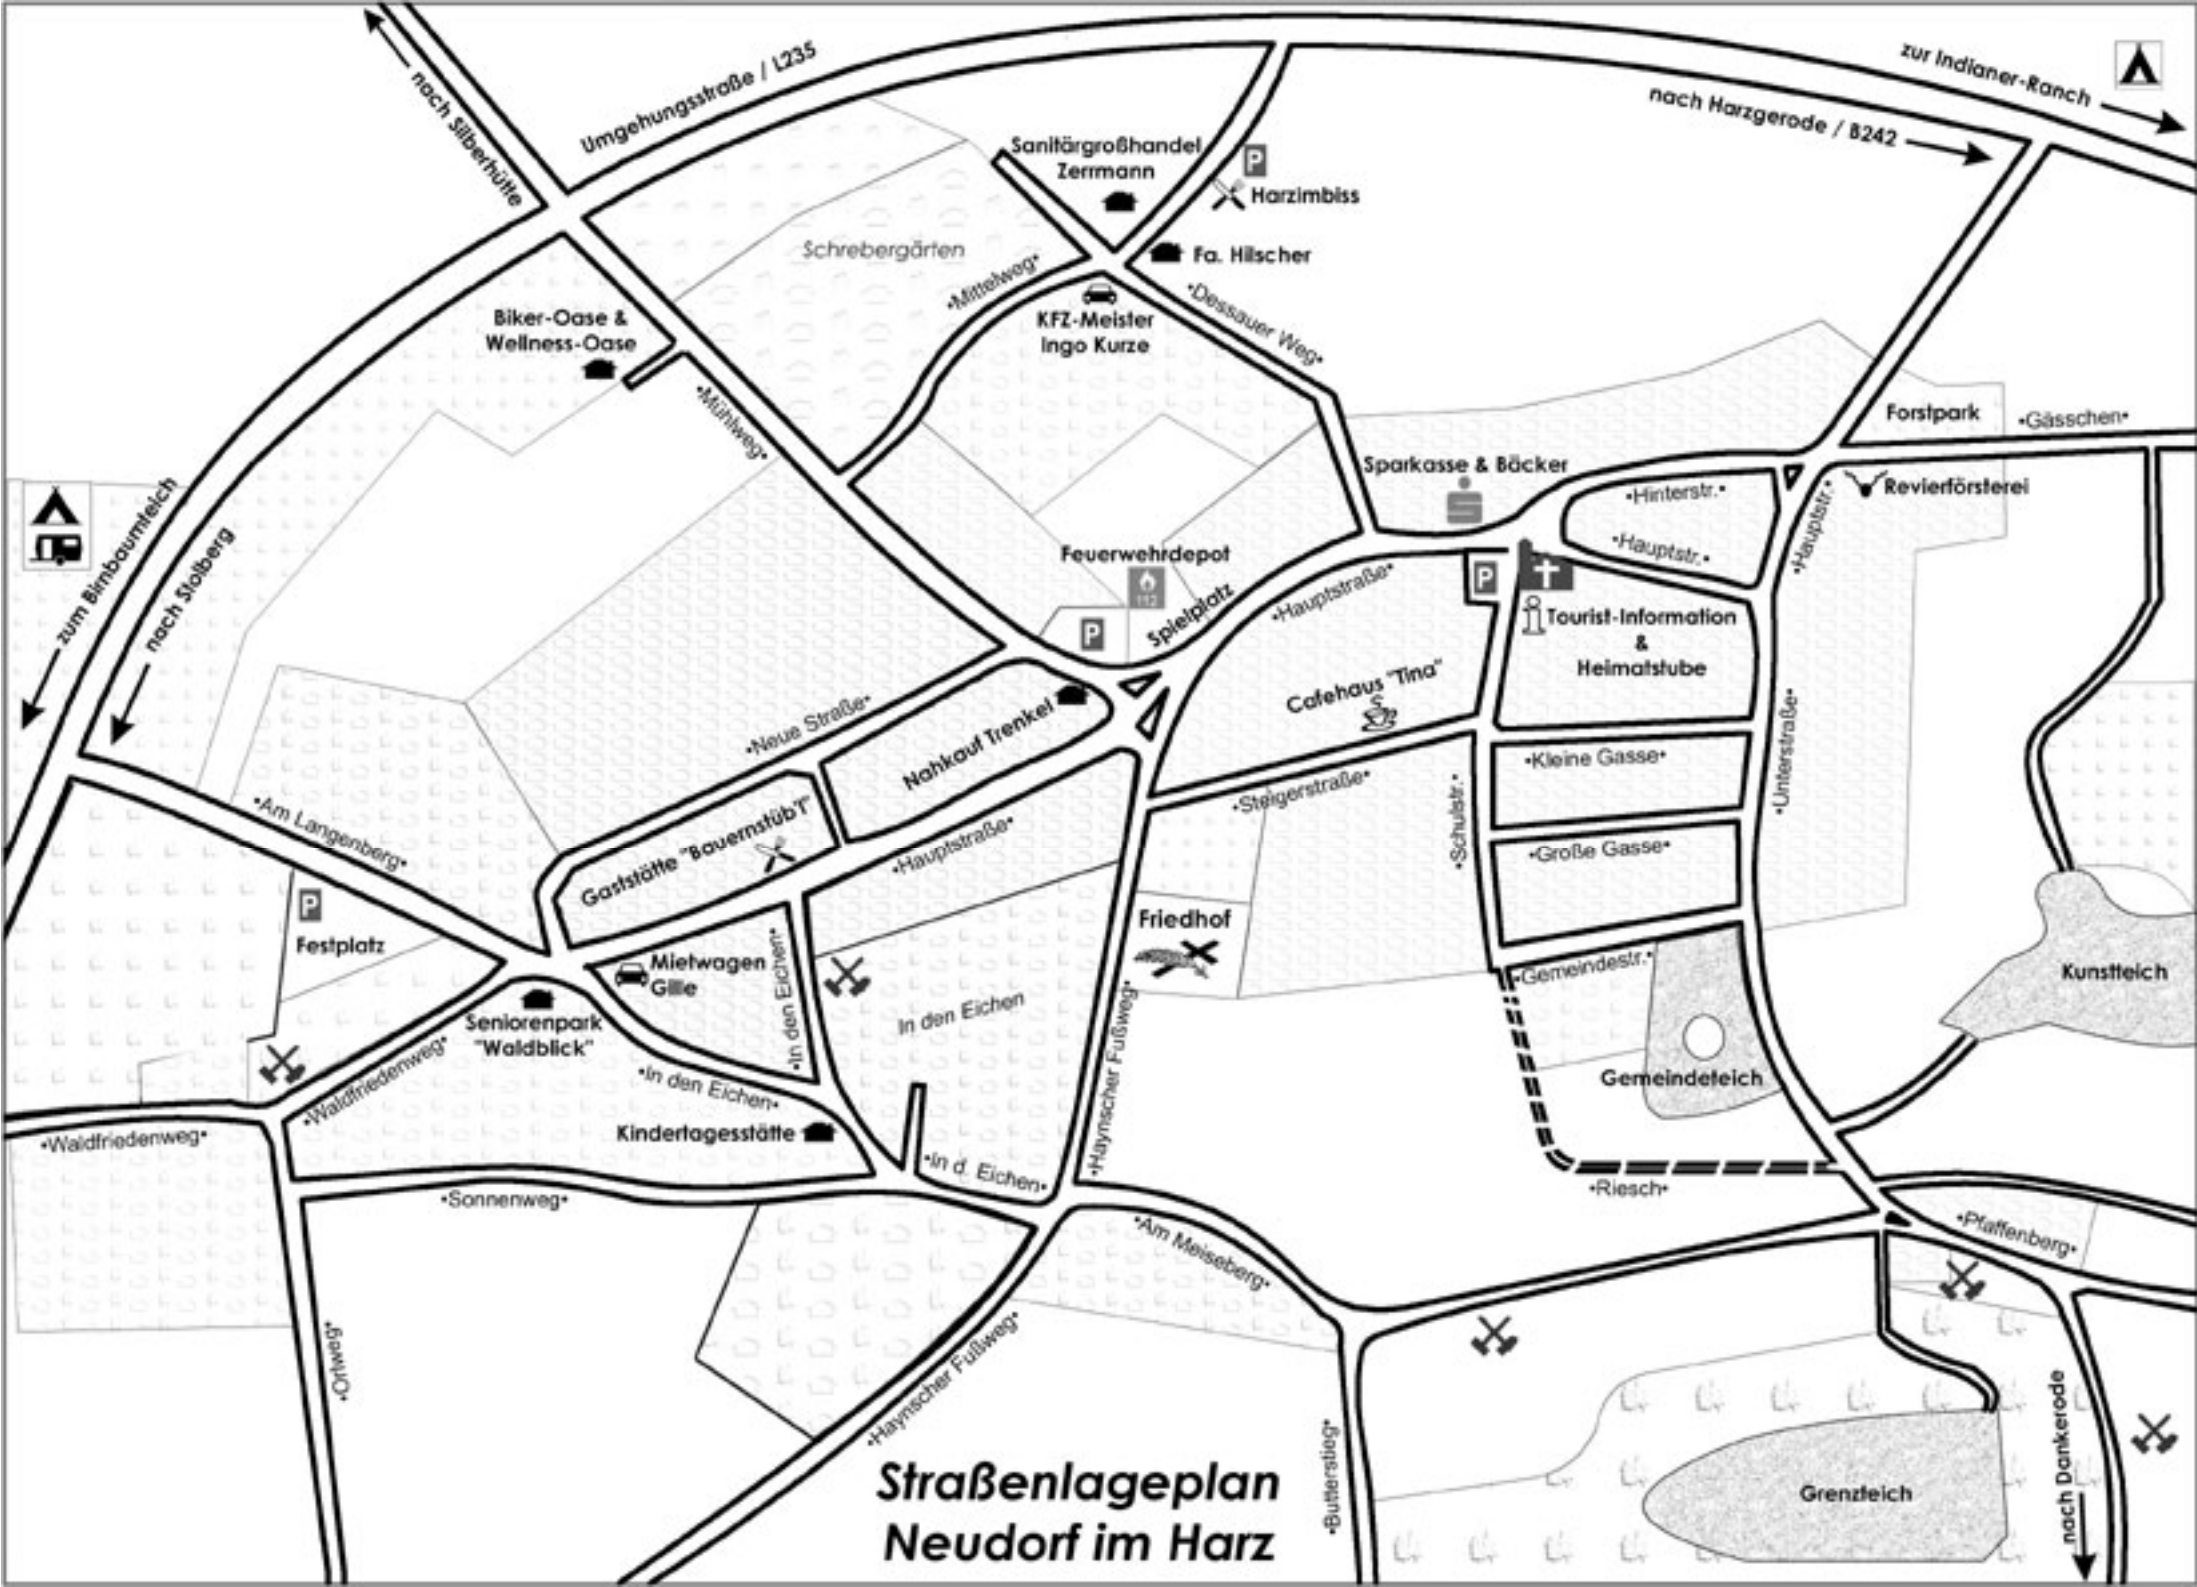 nach Silberhütte
Umgehungsstraße / L235
zur Indianer-Ranch
nach Harzgerode / B242
Sanitärgroßhandel
Zerrmann
P
Harzimbiss
Fa. Hilscher
Schrebergärten
•Mittelweg•
KFZ-Meister
Ingo Kurze
•Dessauer Weg•
Biker-Oase &
Wellness-Oase
•Mühlweg•
Forstpark
•Gässchen•
Sparkasse & Bäcker
•Hinterstr.•
•Hauptstr.•
•Hauptstr.•
Revierförsterei
zum Birnbaumteich
nach Stolberg
Feuerwehrdepot
112
P
Spielplatz
•Hauptstraße•
P
Tourist-Information
&
Heimatstube
Cafehaus "Tina"
•Neue Straße•
Nahkauf Trenkel
•Kleine Gasse•
•Unterstraße•
•Steigerstraße•
•Schulstr.•
•Große Gasse•
•Am Langenberg•
Gaststätte "Bauernstüb'l"
•Hauptstraße•
P
Festplatz
Friedhof
Mietwagen
Gille
•In den Eichen•
In den Eichen
•Gemeindestr.•
Kunstteich
Seniorenpark
"Waldblick"
•Haynscher Fußweg•
•Waldfriedenweg•
•In den Eichen•
Gemeindeteich
•Waldfriedenweg•
Kindertagesstätte
•In d. Eichen•
•Sonnenweg•
•Riesch•
•Am Meiseberg•
•Pfaffenberg•
•Ortweg•
•Haynscher Fußweg•
•Butterstieg•
nach Dankerode
Grenzteich
Straßenlageplan
Neudorf im Harz